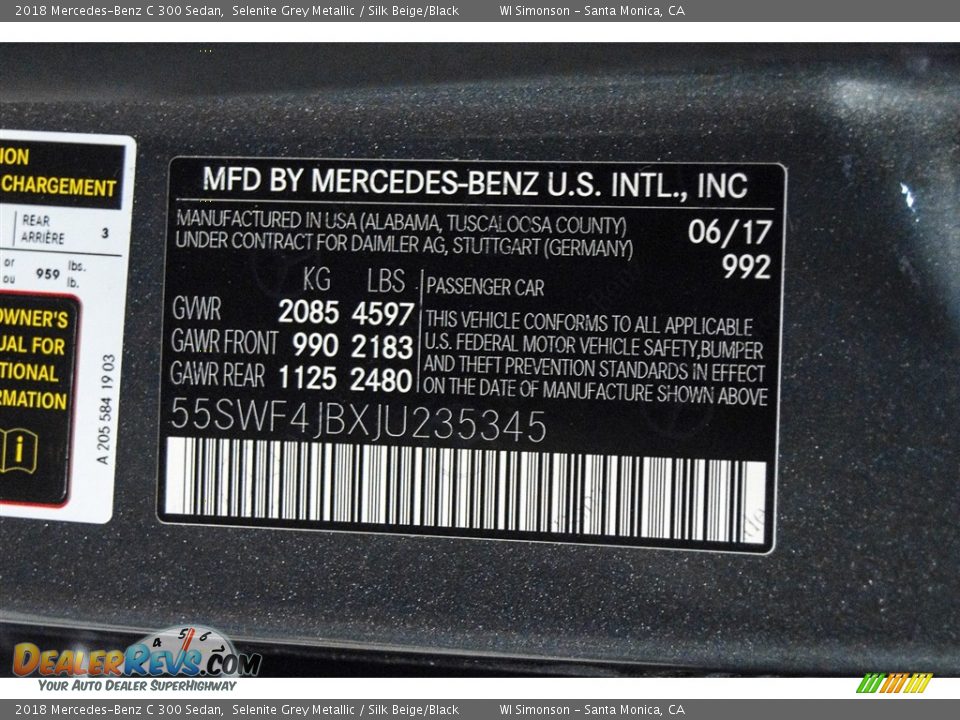 2018 Mercedes-Benz C 300 Sedan, Selenite Grey Metallic / Silk Beige/Black WI Simonson - Santa Monica, CA
ION
CHARGEMENT
REAR
ARRIÈRE 3
or
ou 959 lbs.
lb.
OWNER'S
UAL FOR
TIONAL
RMATION
i
A 205 584 19 03
MFD BY MERCEDES-BENZ U.S. INTL., INC
MANUFACTURED IN USA (ALABAMA, TUSCALOOSA COUNTY)
UNDER CONTRACT FOR DAIMLER AG, STUTTGART (GERMANY)
06/17
992
KG LBS
GVWR 2085 4597
GAWR FRONT 990 2183
GAWR REAR 1125 2480
PASSENGER CAR
THIS VEHICLE CONFORMS TO ALL APPLICABLE
U.S. FEDERAL MOTOR VEHICLE SAFETY,BUMPER
AND THEFT PREVENTION STANDARDS IN EFFECT
ON THE DATE OF MANUFACTURE SHOWN ABOVE
55SWF4JBXJU235345
4 5 6 7
DEALERREVS.COM
YOUR AUTO DEALER SUPERHIGHWAY
2018 Mercedes-Benz C 300 Sedan, Selenite Grey Metallic / Silk Beige/Black WI Simonson - Santa Monica, CA